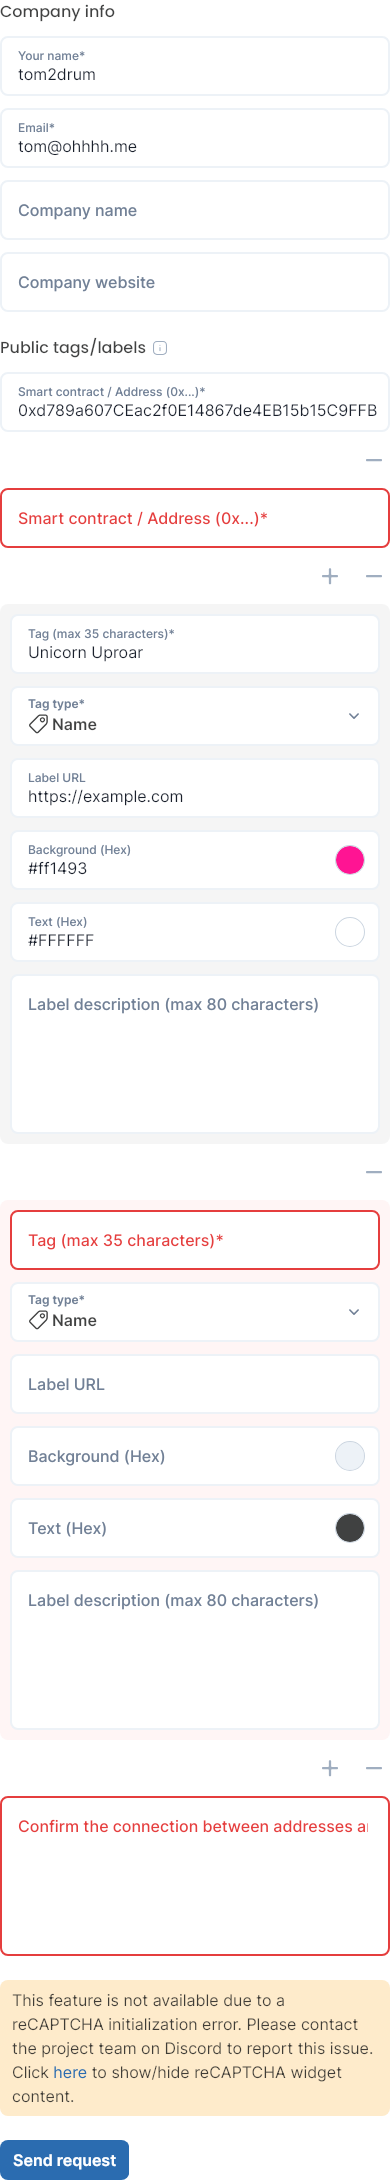 Company info
Your name*
tom2drum
Email*
tom@ohhhh.me
Company name
Company website
Public tags/labels
Smart contract / Address (0x...)*
0xd789a607CEac2f0E14867de4EB15b15C9FFB
Smart contract / Address (0x...)*
Tag (max 35 characters)*
Unicorn Uproar
Tag type*
Name
Label URL
https://example.com
Background (Hex)
#ff1493
Text (Hex)
#FFFFFF
Label description (max 80 characters)
Tag (max 35 characters)*
Tag type*
Name
Label URL
Background (Hex)
Text (Hex)
Label description (max 80 characters)
Confirm the connection between addresses a
This feature is not available due to a
reCAPTCHA initialization error. Please contact
the project team on Discord to report this issue.
Click here to show/hide reCAPTCHA widget
content.
Send request